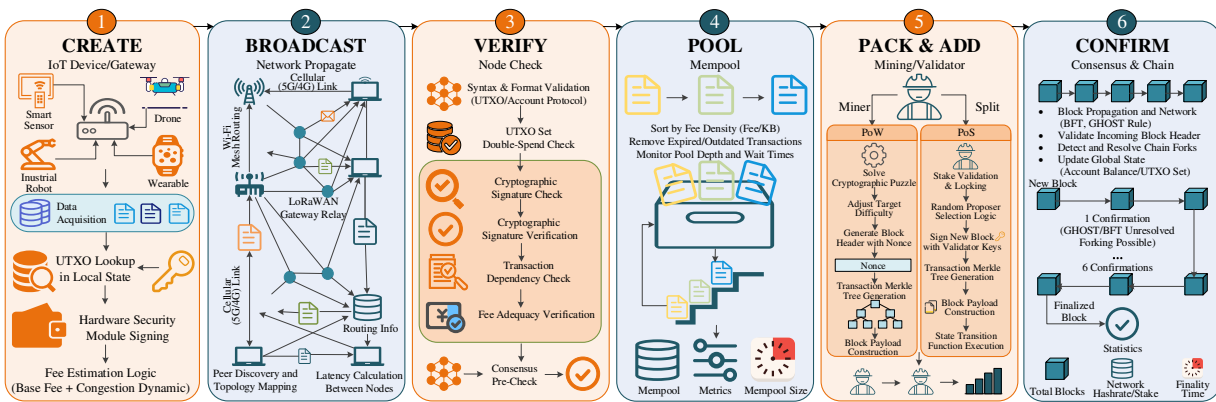 1
CREATE
IoT Device/Gateway
Smart
Sensor
Drone
Inustrial
Robot
Wearable
Data
Acquisition
UTXO Lookup
in Local State
Hardware Security
Module Signing
Fee Estimation Logic
(Base Fee + Congestion Dynamic)
2
BROADCAST
Network Propagate
Cellular
(5G/4G) Link
Wi-Fi
Mesh Routing
LoRaWAN
Gateway Relay
Cellular
(5G/4G) Link
Routing Info
Peer Discovery and
Topology Mapping
Latency Calculation
Between Nodes
3
VERIFY
Node Check
Syntax & Format Validation
(UTXO/Account Protocol)
UTXO Set
Double-Spend Check
Cryptographic
Signature Check
Cryptographic
Signature Verification
Transaction
Dependency Check
Fee Adequacy Verification
Consensus
Pre-Check
4
POOL
Mempool
Sort by Fee Density (Fee/KB)
Remove Expired/Outdated Transactions
Monitor Pool Depth and Wait Times
Mempool
Metrics
Mempool Size
5
PACK & ADD
Mining/Validator
Miner
Split
PoW
Solve
Cryptographic Puzzle
Adjust Target
Difficulty
Generate Block
Header with Nonce
Nonce
Transaction Merkle
Tree Generation
Block Payload
Construction
PoS
Stake Validation
& Locking
Random Proposer
Selection Logic
Sign New Block
with Validator Keys
Transaction Merkle
Tree Generation
Block Payload
Construction
State Transition
Function Execution
6
CONFIRM
Consensus & Chain
• Block Propagation and Network
(BFT, GHOST Rule)
• Validate Incoming Block Header
• Detect and Resolve Chain Forks
• Update Global State
(Account Balance/UTXO Set)
New Block
1 Confirmation
(GHOST/BFT Unresolved
Forking Possible)
...
6 Confirmations
Finalized
Block
Statistics
Total Blocks
Network
Hashrate/Stake
Finality
Time